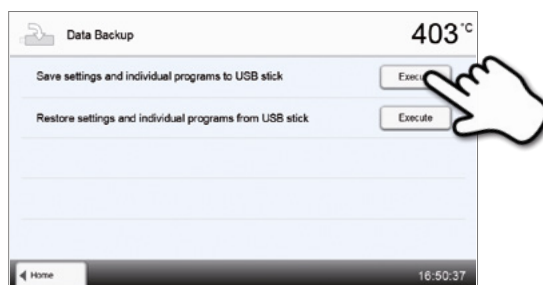 Data Backup
403 °C
Save settings and individual programs to USB stick
Restore settings and individual programs from USB stick
Execute
Home
16:50:37